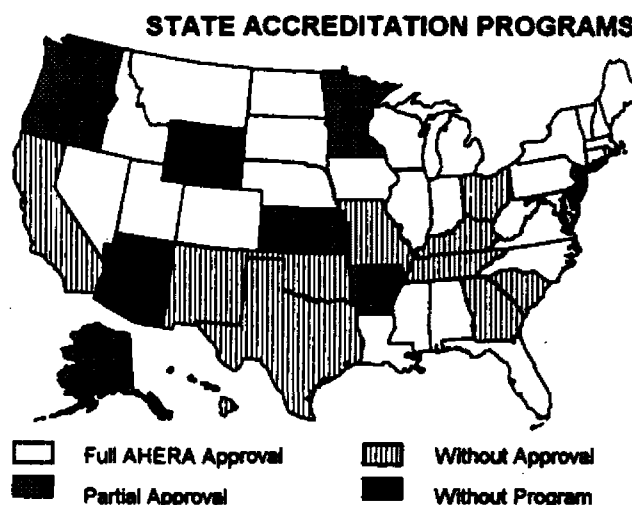 STATE ACCREDITATION PROGRAMS
Full AHERA Approval
Without Approval
Partial Approval
Without Program